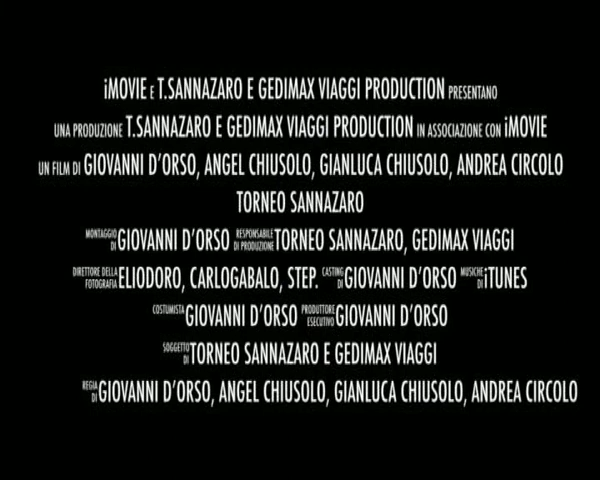 iMOVIE E T.SANNAZARO E GEDIMAX VIAGGI PRODUCTION PRESENTANO
UNA PRODUZIONE T.SANNAZARO E GEDIMAX VIAGGI PRODUCTION IN ASSOCIAZIONE CON iMOVIE
UN FILM DI GIOVANNI D'ORSO, ANGEL CHIUSOLO, GIANLUCA CHIUSOLO, ANDREA CIRCOLO
TORNEO SANNAZARO
MONTAGGIO DI GIOVANNI D'ORSO RESPONSABILE DI PRODUZIONE TORNEO SANNAZARO, GEDIMAX VIAGGI
DIRETTORE DELLA FOTOGRAFIA ELIODORO, CARLOGABALO, STEP. CASTING DI GIOVANNI D'ORSO MUSICHE DI iTUNES
COSTUMISTA GIOVANNI D'ORSO PRODUTTORE ESECUTIVO GIOVANNI D'ORSO
SOGGETTO DI TORNEO SANNAZARO E GEDIMAX VIAGGI
REGIA DI GIOVANNI D'ORSO, ANGEL CHIUSOLO, GIANLUCA CHIUSOLO, ANDREA CIRCOLO